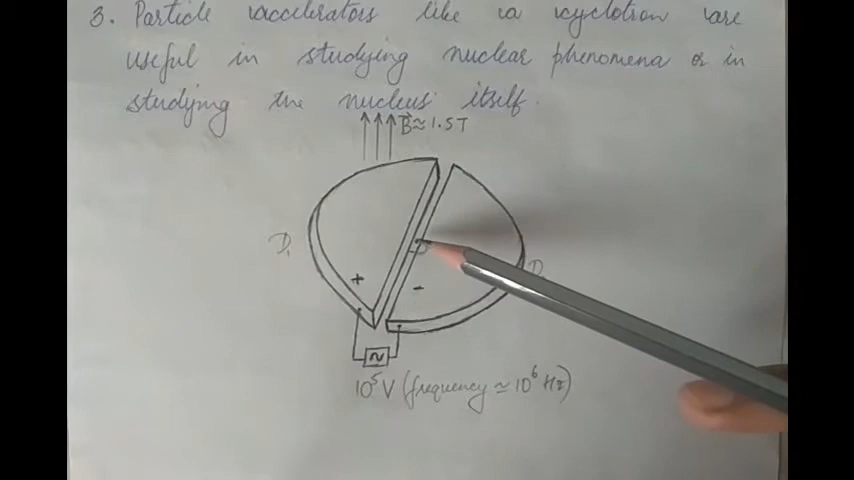 3. Particle accelerators like a cyclotron are
useful in studying nuclear phenomena or in
studying the nucleus itself.
B⃗ ≈ 1.5T
D₁
+
-
~
10⁵ V (frequency ≃ 10⁶ Hz)